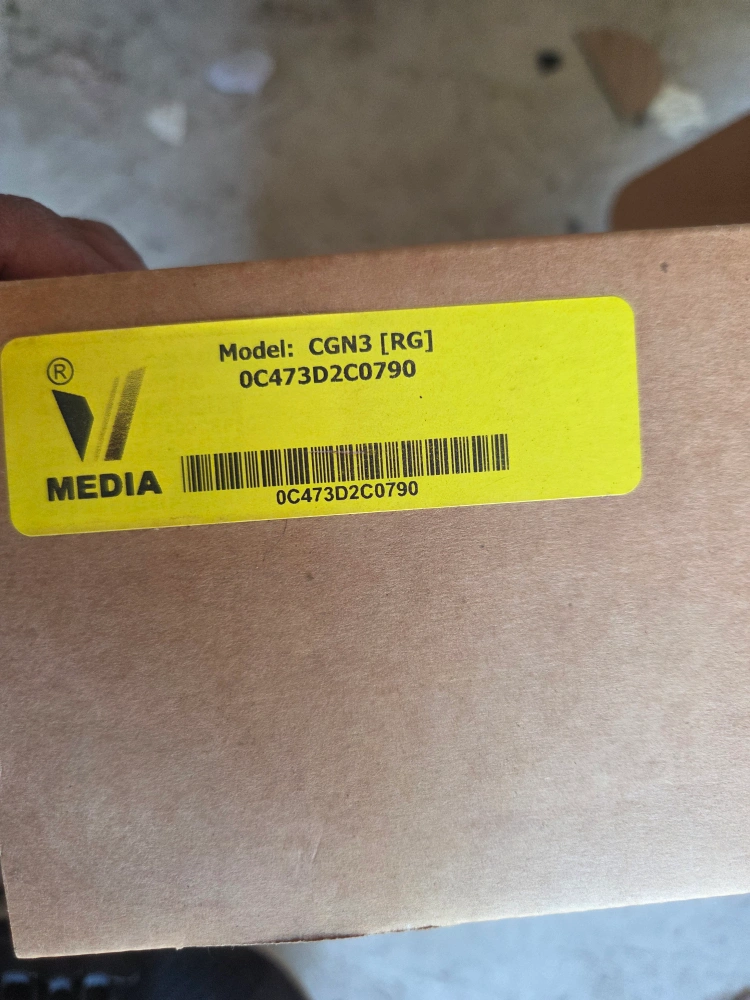 Model: CGN3 [RG]
0C473D2C0790
®
V
MEDIA
0C473D2C0790